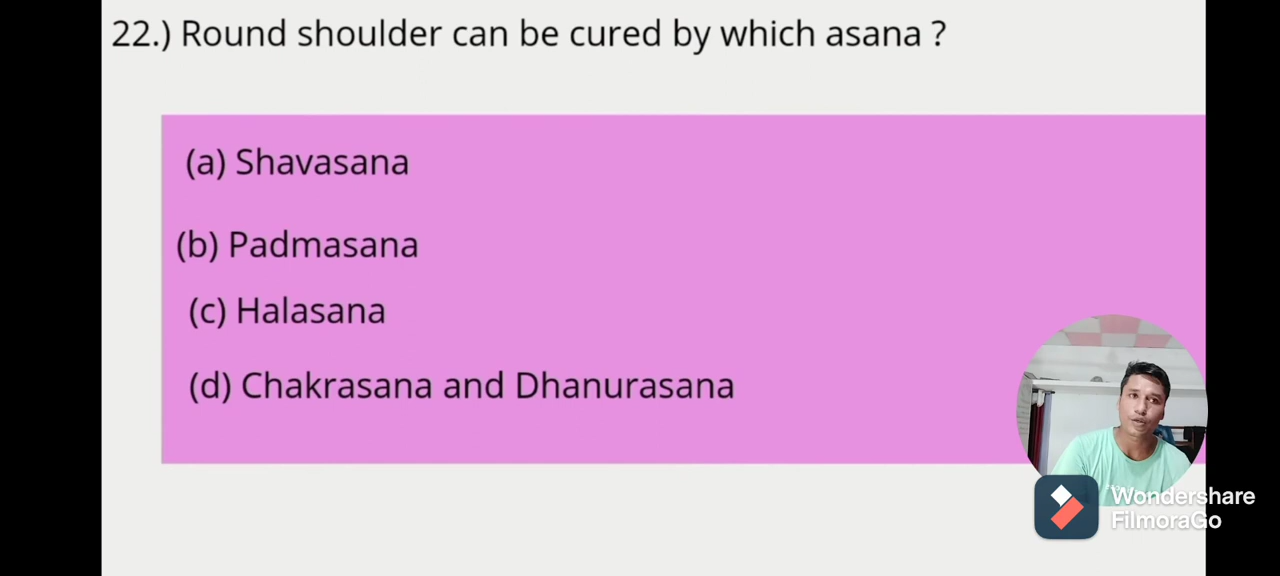 22.) Round shoulder can be cured by which asana ?
(a) Shavasana
(b) Padmasana
(c) Halasana
(d) Chakrasana and Dhanurasana
Wondershare
FilmoraGo